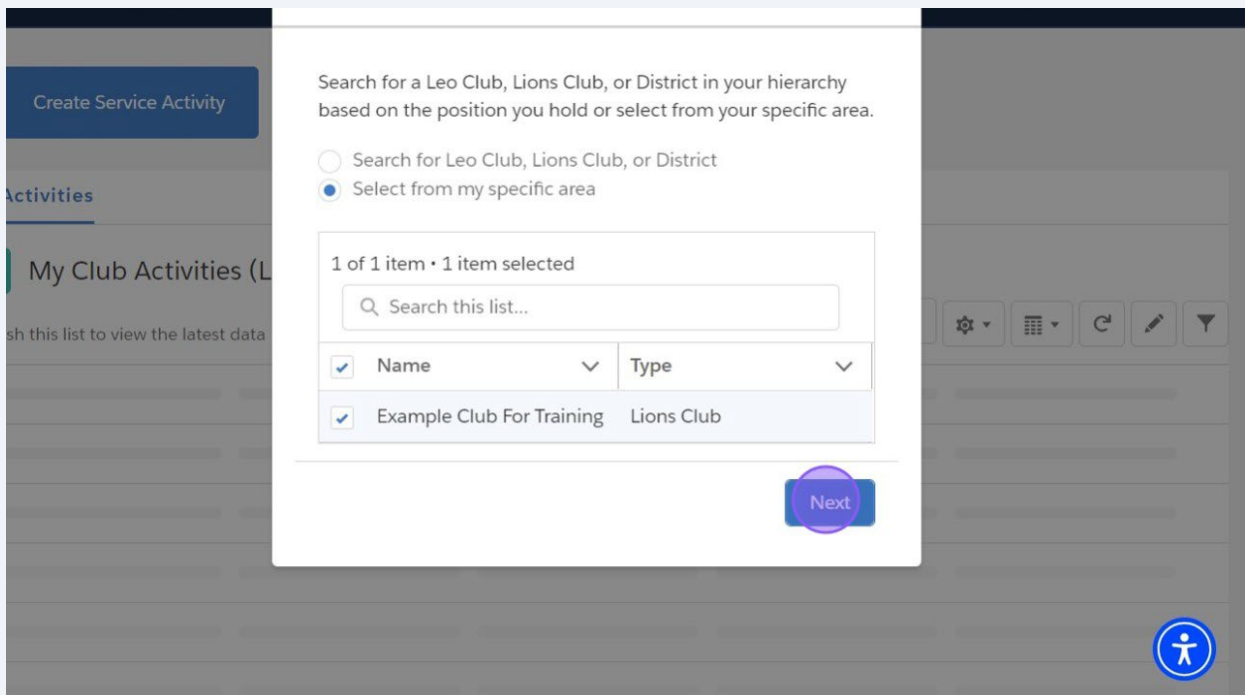 Search for a Leo Club, Lions Club, or District in your hierarchy
based on the position you hold or select from your specific area.
Create Service Activity
Search for Leo Club, Lions Club, or District
Select from my specific area
Activities
1 of 1 item • 1 item selected
My Club Activities (L
Search this list...
sh this list to view the latest data
Name Type
Example Club For Training Lions Club
Next